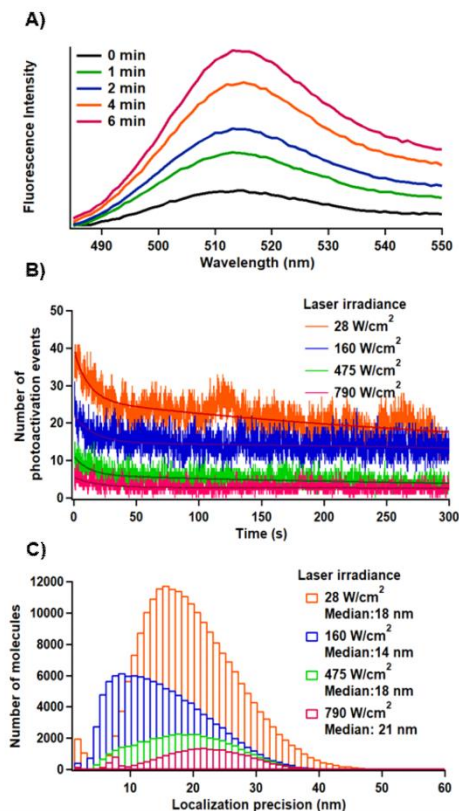 A)
Fluorescence Intensity
0 min
1 min
2 min
4 min
6 min
490 500 510 520 530 540 550
Wavelength (nm)
B)
Number of
photoactivation events
50
40
30
20
10
0
Laser irradiance
28 W/cm²
160 W/cm²
475 W/cm²
790 W/cm²
0 50 100 150 200 250 300
Time (s)
C)
Number of molecules
12000
10000
8000
6000
4000
2000
0
Laser irradiance
28 W/cm²
Median:18 nm
160 W/cm²
Median:14 nm
475 W/cm²
Median:18 nm
790 W/cm²
Median: 21 nm
10 20 30 40 50 60
Localization precision (nm)